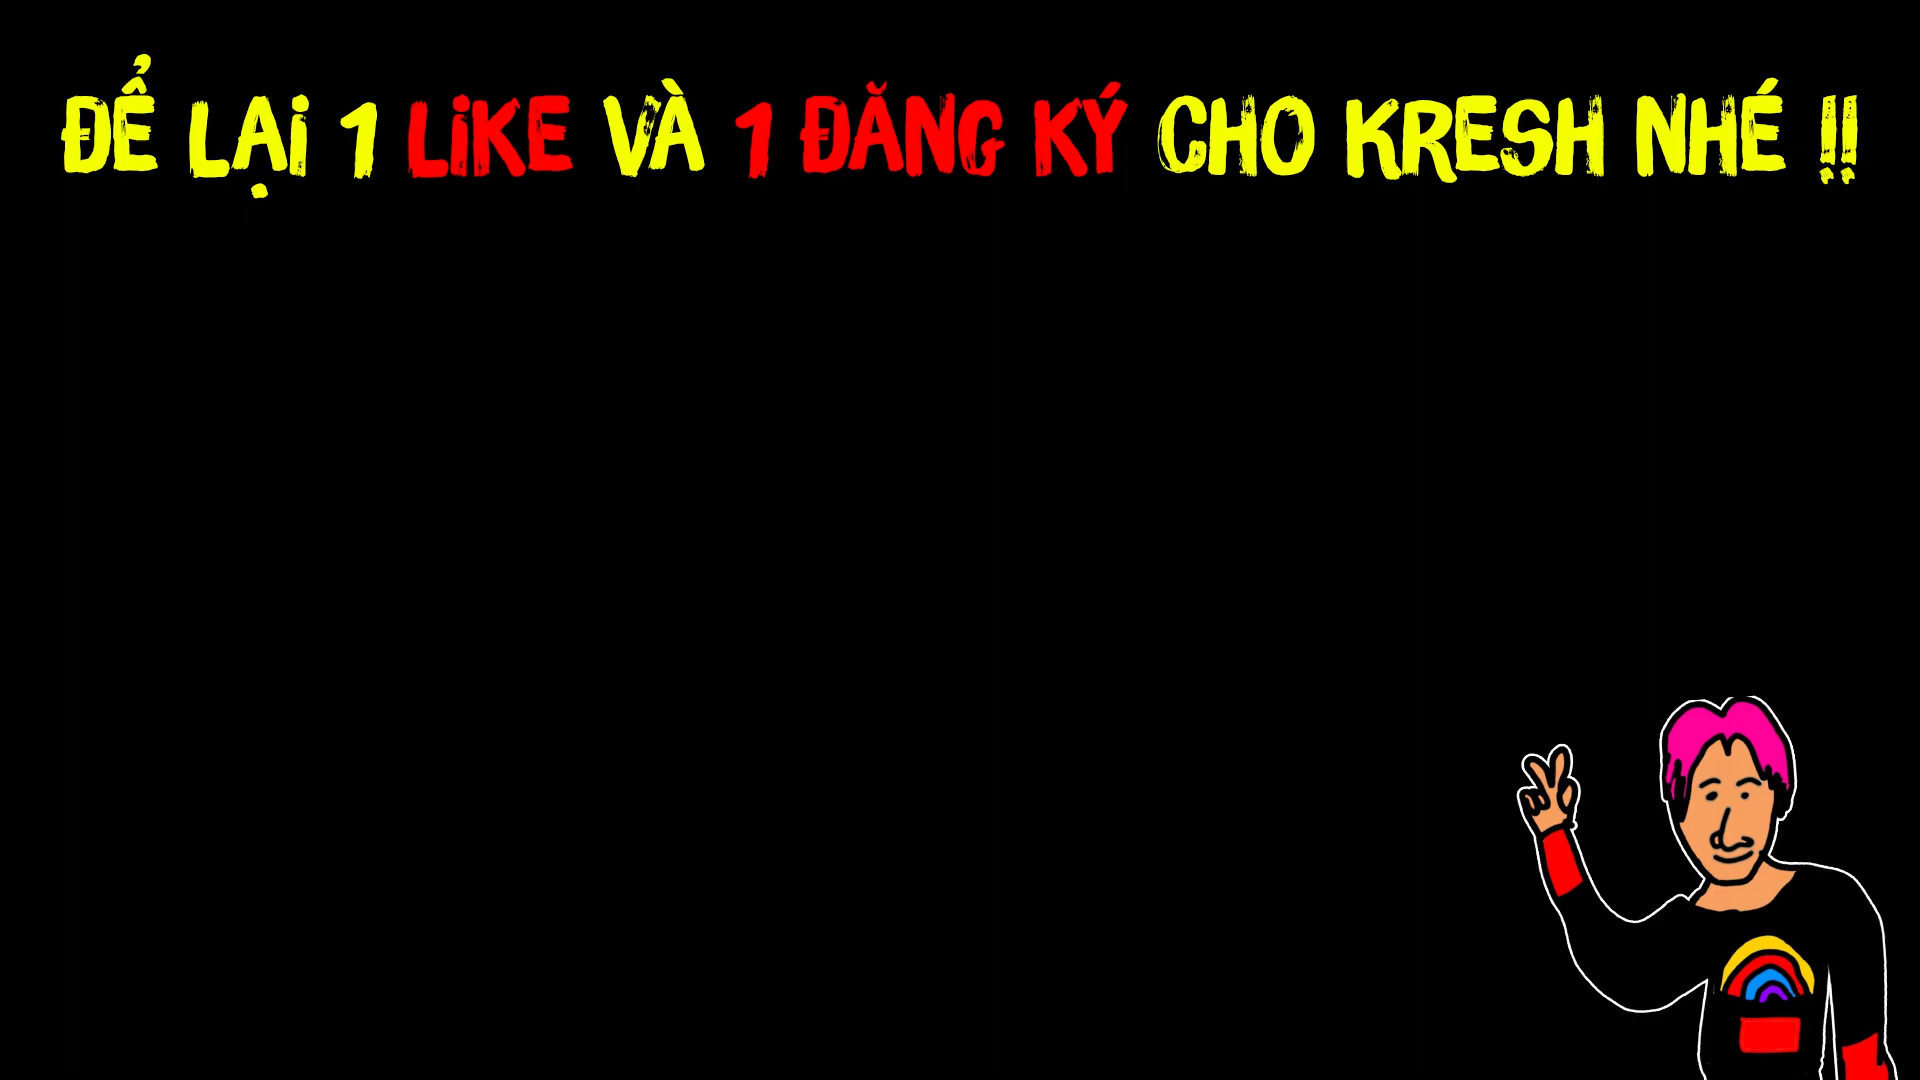 ĐỂ LẠI 1 LIKE VÀ 1 ĐĂNG KÝ CHO KRESH NHÉ !!